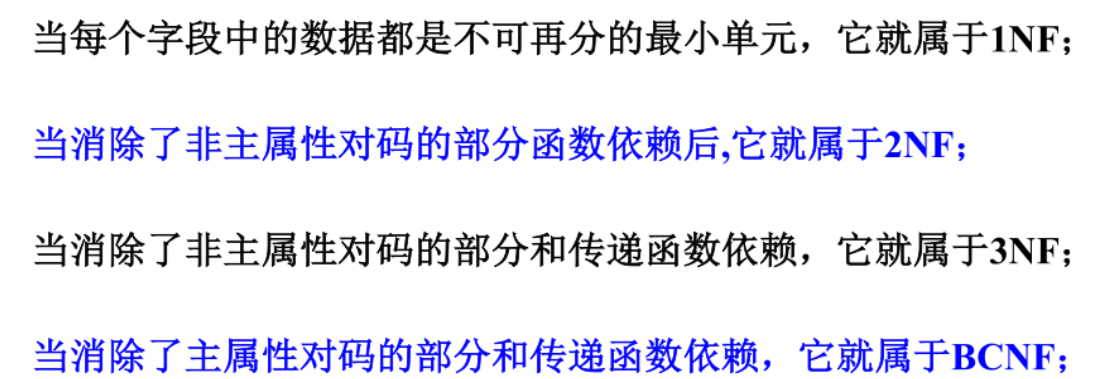 当每个字段中的数据都是不可再分的最小单元，它就属于1NF；
当消除了非主属性对码的部分函数依赖后,它就属于2NF；
当消除了非主属性对码的部分和传递函数依赖，它就属于3NF；
当消除了主属性对码的部分和传递函数依赖，它就属于BCNF；